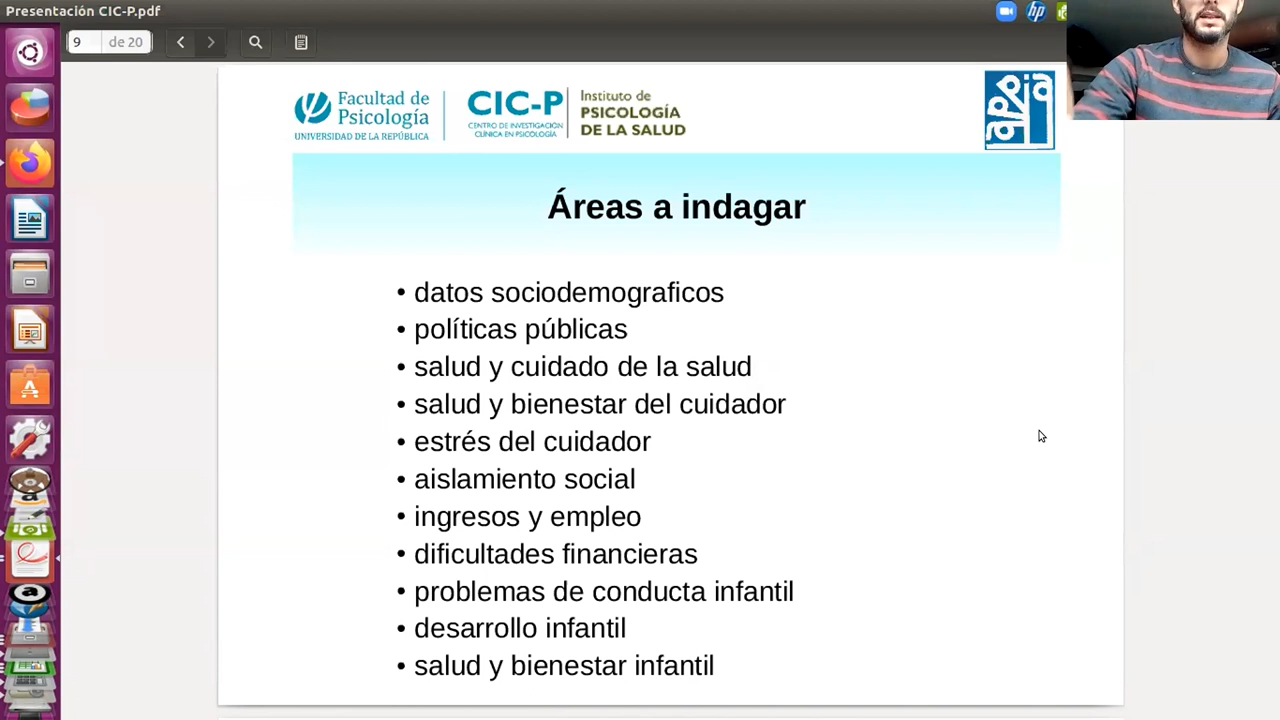 Presentación CIC-P.pdf
9 de 20
Facultad de
Psicología
UNIVERSIDAD DE LA REPÚBLICA
CIC-P
CENTRO DE INVESTIGACIÓN
CLÍNICA EN PSICOLOGÍA
Instituto de
PSICOLOGÍA
DE LA SALUD
appia
Áreas a indagar
• datos sociodemograficos
• políticas públicas
• salud y cuidado de la salud
• salud y bienestar del cuidador
• estrés del cuidador
• aislamiento social
• ingresos y empleo
• dificultades financieras
• problemas de conducta infantil
• desarrollo infantil
• salud y bienestar infantil